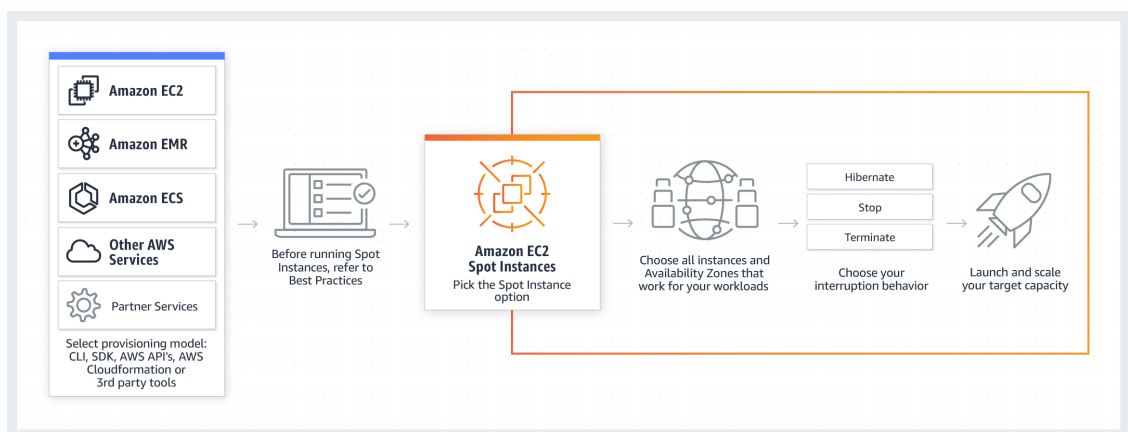 Amazon EC2
Amazon EMR
Amazon ECS
Other AWS
Services
Partner Services
Select provisioning model:
CLI, SDK, AWS API's, AWS
Cloudformation or
3rd party tools
Before running Spot
Instances, refer to
Best Practices
Amazon EC2
Spot Instances
Pick the Spot Instance
option
Choose all instances and
Availability Zones that
work for your workloads
Hibernate
Stop
Terminate
Choose your
interruption behavior
Launch and scale
your target capacity